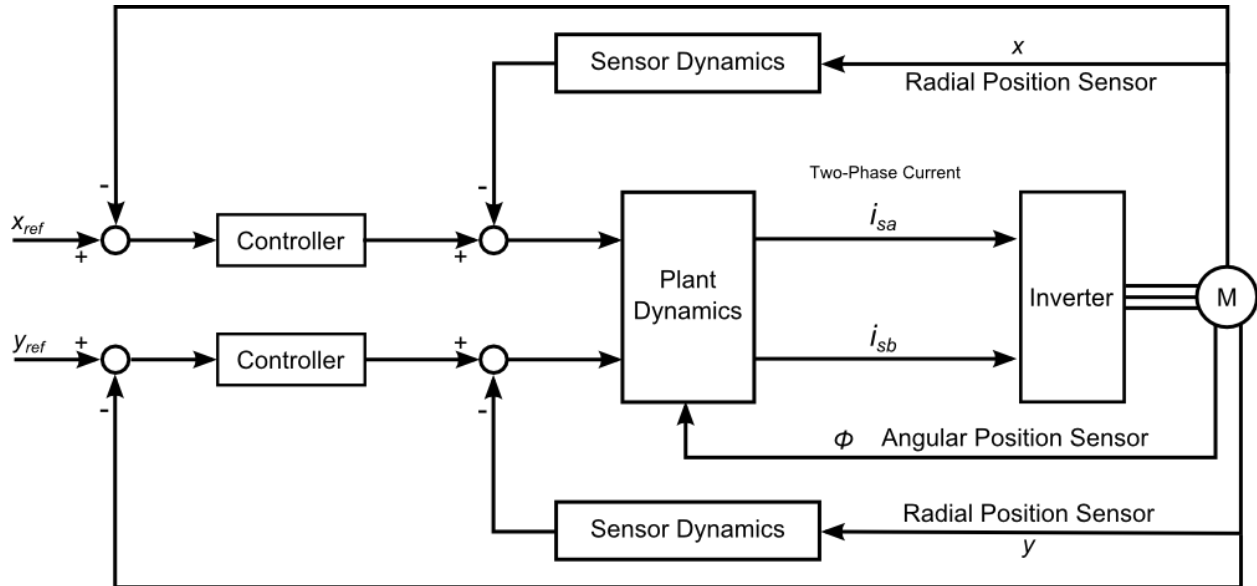 x
Sensor Dynamics
Radial Position Sensor
Two-Phase Current
-
-
x_ref
i_sa
+
Controller
+
Plant
Dynamics
Inverter
M
y_ref
+
Controller
+
i_sb
-
-
Φ Angular Position Sensor
Sensor Dynamics
Radial Position Sensor
y